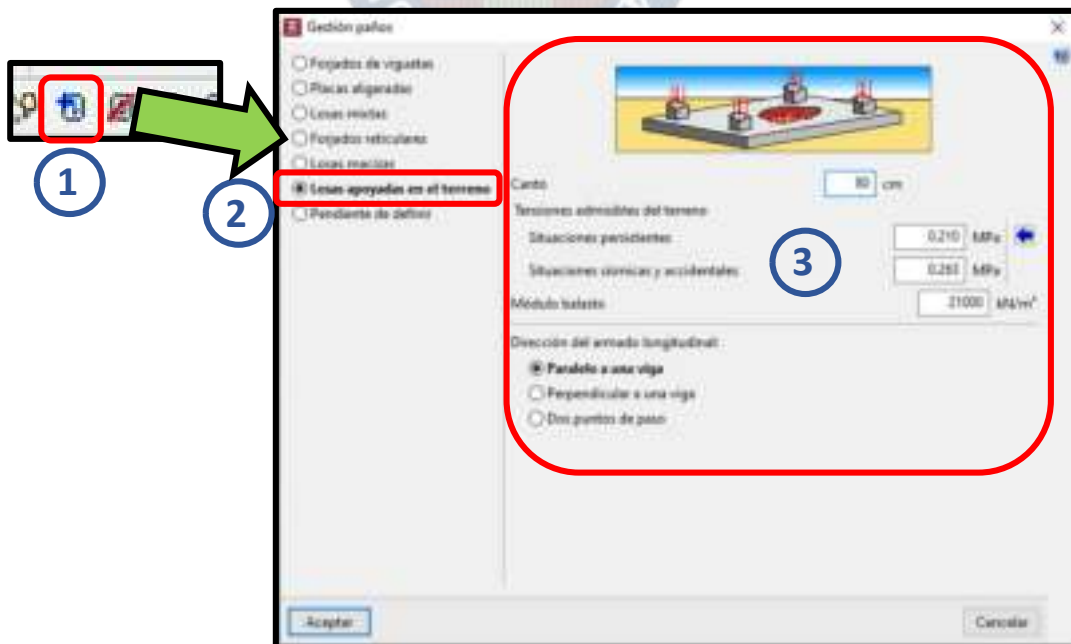 Gestión paños
Forjados de viguetas
Placas aligeradas
Losas mixtas
Forjados reticulares
Losas macizas
Losas apoyadas en el terreno
Pendiente de definir
1
2
Canto cm
Tensiones admisibles del terreno
Situaciones persistentes 0.210 MPa
Situaciones sísmicas y accidentales 0.263 MPa
3
Módulo balasto 21000 kN/m³
Dirección del armado longitudinal
Paralelo a una viga
Perpendicular a una viga
Dos puntos de paso
Aceptar
Cancelar